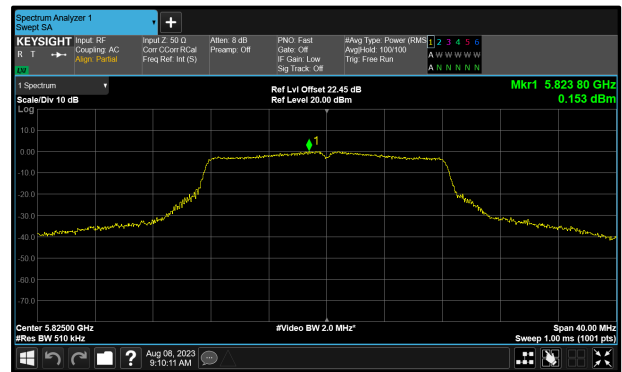 Spectrum Analyzer 1
Swept SA
KEYSIGHT Input: RF Input Z: 50 Ω Atten: 8 dB PNO: Fast #Avg Type: Power (RMS 1 2 3 4 5 6
R T Coupling: AC Corr CCorr RCal Preamp: Off Gate: Off Avg|Hold: 100/100 A W W W W W
Align: Partial Freq Ref: Int (S) IF Gain: Low Trig: Free Run
LXI Sig Track: Off A N N N N N
1 Spectrum Ref Lvl Offset 22.45 dB Mkr1 5.823 80 GHz
Scale/Div 10 dB Ref Level 20.00 dBm 0.153 dBm
Log
10.0
1
0.00
-10.0
-20.0
-30.0
-40.0
-50.0
-60.0
-70.0
Center 5.82500 GHz #Video BW 2.0 MHz* Span 40.00 MHz
#Res BW 510 kHz Sweep 1.00 ms (1001 pts)
? Aug 08, 2023
9:10:11 AM